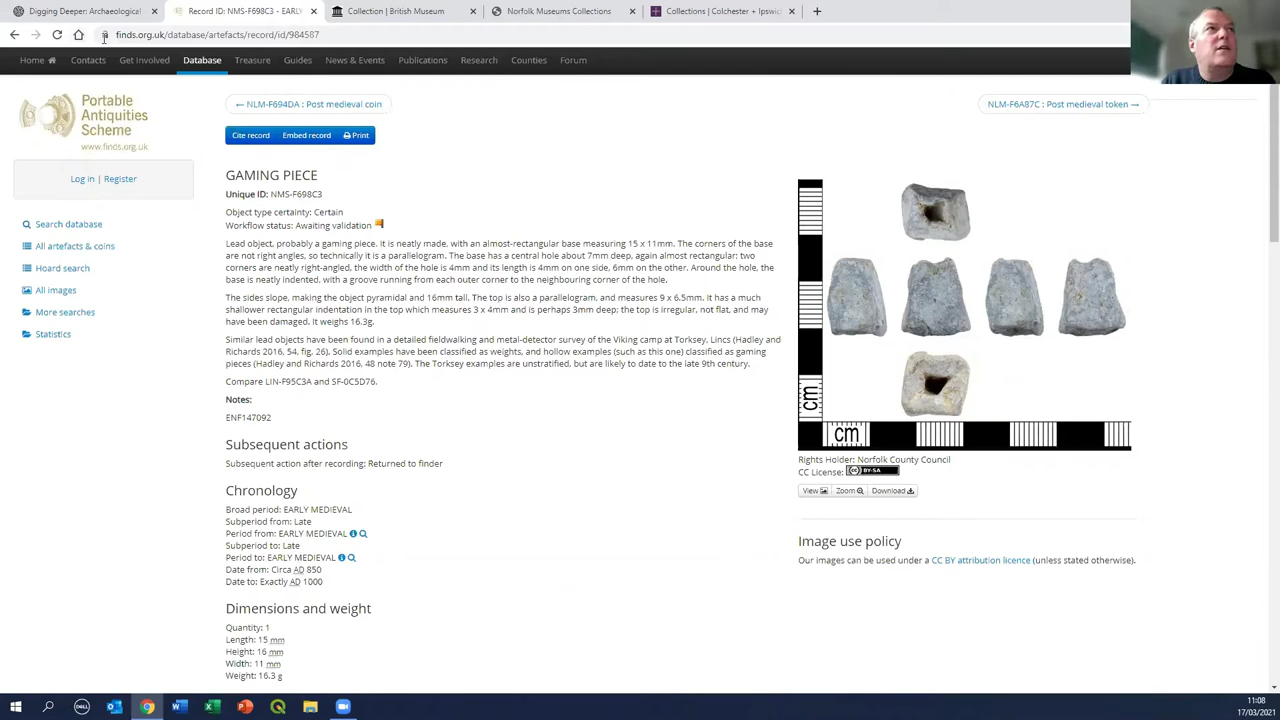 Digging Deeper: Archaeological
Record ID: NMS-F698C3 - EARLY
Collection | British Museum
Norfolk Museums Collections
Collections | Colchester + Ipswich
finds.org.uk/database/artefacts/record/id/984587
Home Contacts Get Involved Database Treasure Guides News & Events Publications Research Counties Forum
Portable
Antiquities
Scheme
www.finds.org.uk
← NLM-F694DA : Post medieval coin
NLM-F6A87C : Post medieval token →
Cite record Embed record Print
Log in | Register
Search database
All artefacts & coins
Hoard search
All images
More searches
Statistics
GAMING PIECE
Unique ID: NMS-F698C3
Object type certainty: Certain
Workflow status: Awaiting validation
Lead object, probably a gaming piece. It is neatly made, with an almost-rectangular base measuring 15 x 11mm. The corners of the base
are not right angles, so technically it is a parallelogram. The base has a central hole about 7mm deep, again almost rectangular: two
corners are neatly right-angled, the width of the hole is 4mm and its length is 4mm on one side, 6mm on the other. Around the hole, the
base is neatly indented, with a groove running from each outer corner to the neighbouring corner of the hole.
The sides slope, making the object pyramidal and 16mm tall. The top is also a parallelogram, and measures 9 x 6.5mm. It has a much
shallower rectangular indentation in the top which measures 3 x 4mm and is perhaps 3mm deep; the top is irregular, not flat, and may
have been damaged. It weighs 16.3g.
Similar lead objects have been found in a detailed fieldwalking and metal-detector survey of the Viking camp at Torksey, Lincs (Hadley and
Richards 2016, 54, fig. 26). Solid examples have been classified as weights, and hollow examples (such as this one) classified as gaming
pieces (Hadley and Richards 2016, 48 note 79). The Torksey examples are unstratified, but are likely to date to the late 9th century.
Compare LIN-F95C3A and SF-0C5D76.
Notes:
ENF147092
Subsequent actions
Subsequent action after recording: Returned to finder
Chronology
Broad period: EARLY MEDIEVAL
Subperiod from: Late
Period from: EARLY MEDIEVAL
Subperiod to: Late
Period to: EARLY MEDIEVAL
Date from: Circa AD 850
Date to: Exactly AD 1000
Dimensions and weight
Quantity: 1
Length: 15 mm
Height: 16 mm
Width: 11 mm
Weight: 16.3 g
cm
cm
Rights Holder: Norfolk County Council
CC License: BY-SA
View Zoom Download
Image use policy
Our images can be used under a CC BY attribution licence (unless stated otherwise).
11:08
17/03/2021